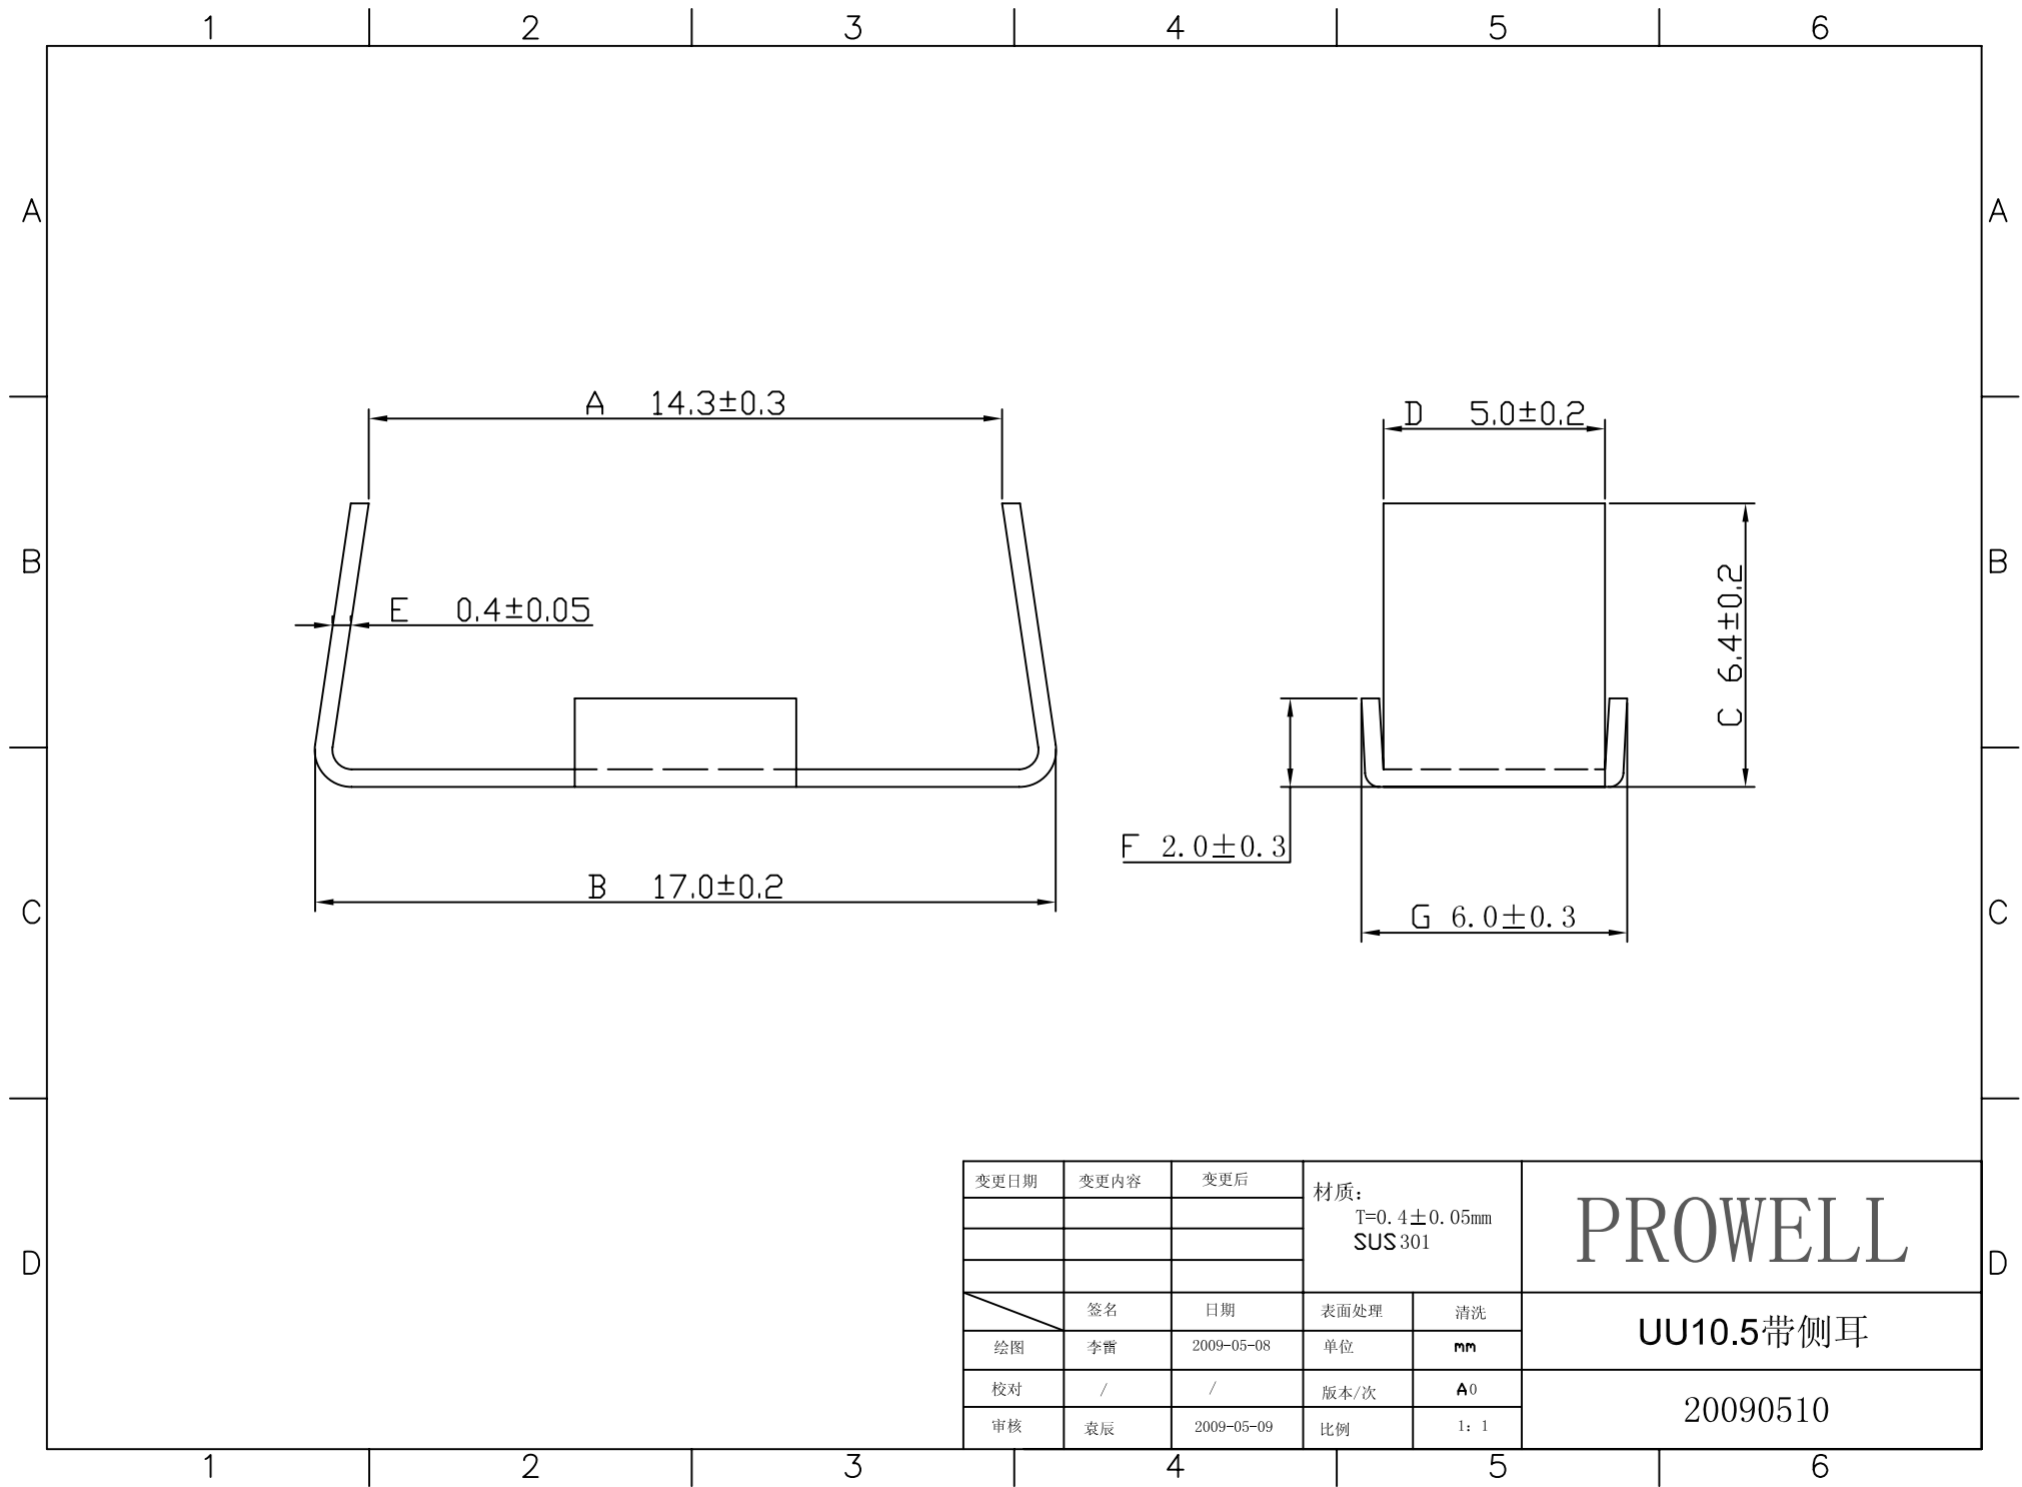 1 2 3 4 5 6
A A
A 14.3±0.3
D 5.0±0.2
B B
E 0.4±0.05
C 6.4±0.2
F 2.0±0.3
B 17.0±0.2
G 6.0±0.3
C C
变更日期 变更内容 变更后
材质:
T=0.4±0.05mm
SUS301
PROWELL
D D
签名 日期 表面处理 清洗
UU10.5带侧耳
绘图 李雷 2009-05-08 单位 mm
校对 / / 版本/次 A0
20090510
审核 袁辰 2009-05-09 比例 1: 1
1 2 3 4 5 6